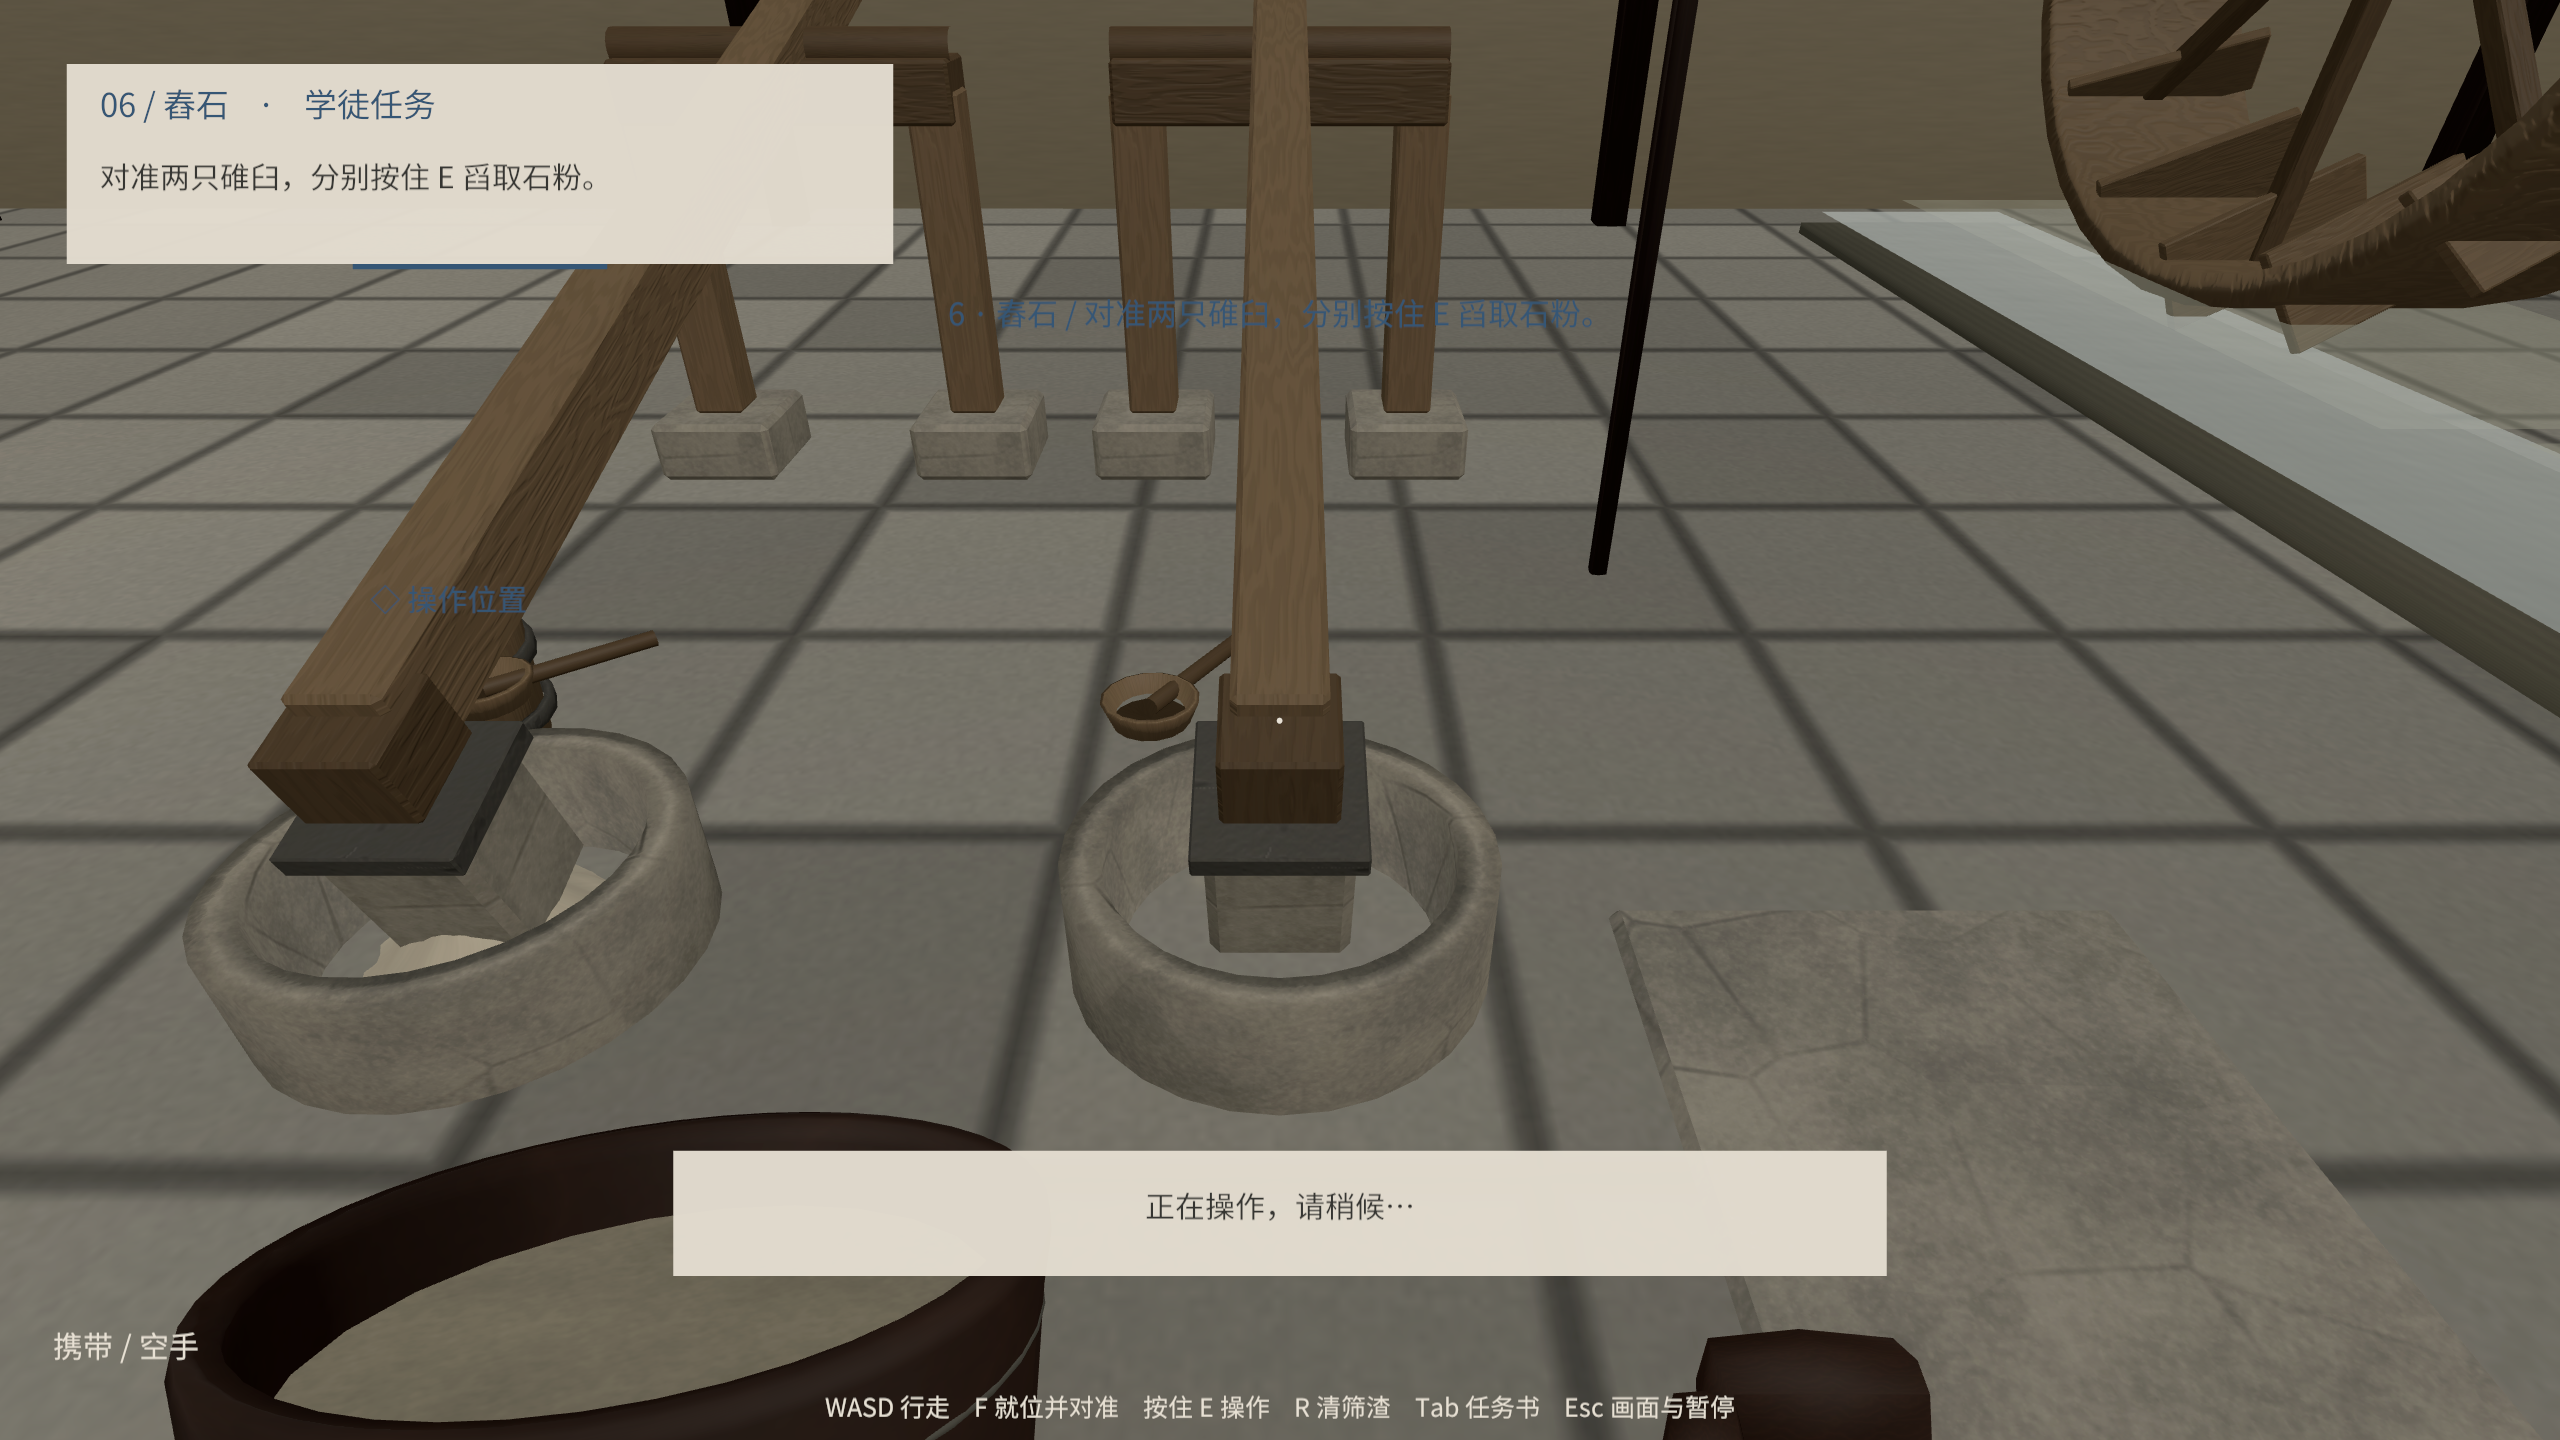 06 / 舂石 · 学徒任务
对准两只碓臼，分别按住 E 舀取石粉。
6 · 舂石 / 对准两只碓臼，分别按住 E 舀取石粉。
◇ 操作位置
正在操作，请稍候…
携带 / 空手
WASD 行走 F 就位并对准 按住 E 操作 R 清筛渣 Tab 任务书 Esc 画面与暂停